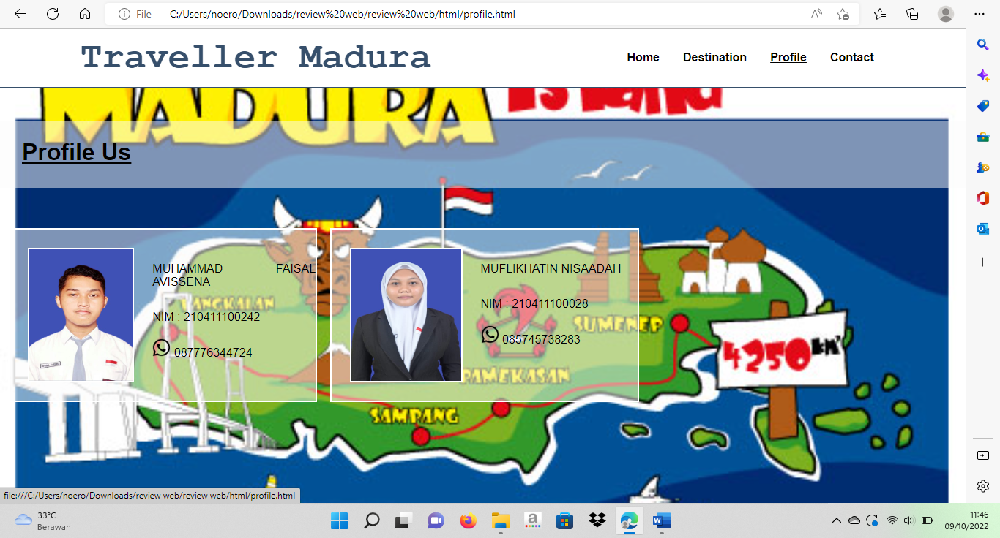 File
C:/Users/noero/Downloads/review%20web/review%20web/html/profile.html
Traveller Madura
Home
Destination
Profile
Contact
MADURA Island
Profile Us
MUHAMMAD FAISAL
AVISSENA
NIM : 210411100242
087776344724
MUFLIKHATIN NISAADAH
NIM : 210411100028
085745738283
BANGKALAN
SUMENEP
4250 km²
PAMEKASAN
SAMPANG
file:///C:/Users/noero/Downloads/review web/review web/html/profile.html
33°C
Berawan
11:46
09/10/2022